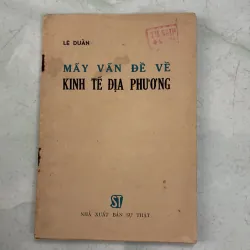 LÊ DUẨN
MẤY VẤN ĐỀ VỀ
KINH TẾ ĐỊA PHƯƠNG
ST
NHÀ XUẤT BẢN SỰ THẬT